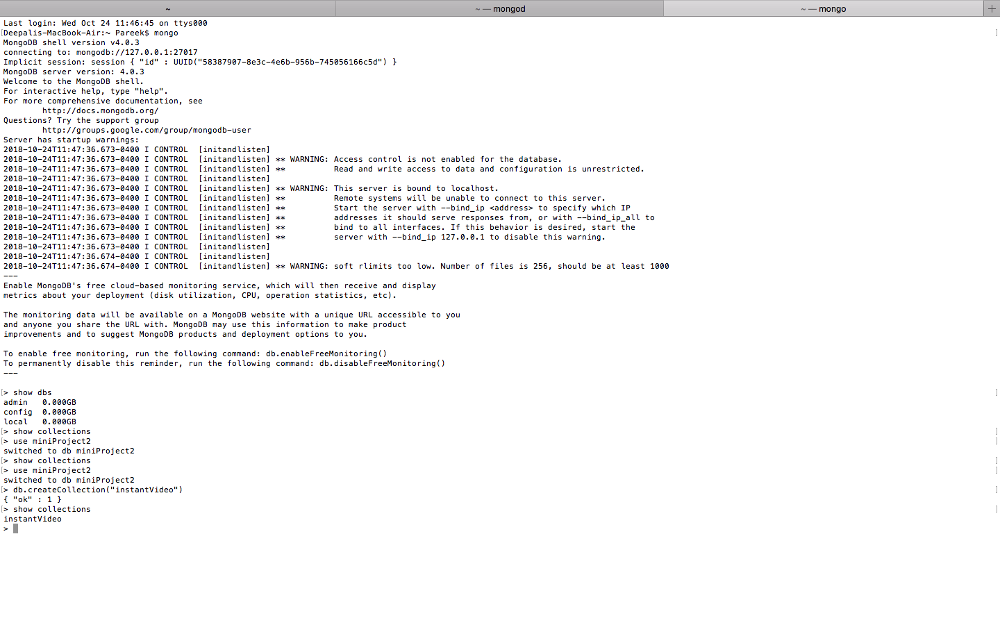 ~ ~ — mongod ~ — mongo +
Last login: Wed Oct 24 11:46:45 on ttys000
[Deepalis-MacBook-Air:~ Pareek$ mongo ]
MongoDB shell version v4.0.3
connecting to: mongodb://127.0.0.1:27017
Implicit session: session { "id" : UUID("58387907-8e3c-4e6b-956b-745056166c5d") }
MongoDB server version: 4.0.3
Welcome to the MongoDB shell.
For interactive help, type "help".
For more comprehensive documentation, see
http://docs.mongodb.org/
Questions? Try the support group
http://groups.google.com/group/mongodb-user
Server has startup warnings:
2018-10-24T11:47:36.673-0400 I CONTROL  [initandlisten]
2018-10-24T11:47:36.673-0400 I CONTROL  [initandlisten] ** WARNING: Access control is not enabled for the database.
2018-10-24T11:47:36.673-0400 I CONTROL  [initandlisten] **          Read and write access to data and configuration is unrestricted.
2018-10-24T11:47:36.673-0400 I CONTROL  [initandlisten]
2018-10-24T11:47:36.673-0400 I CONTROL  [initandlisten] ** WARNING: This server is bound to localhost.
2018-10-24T11:47:36.673-0400 I CONTROL  [initandlisten] **          Remote systems will be unable to connect to this server.
2018-10-24T11:47:36.673-0400 I CONTROL  [initandlisten] **          Start the server with --bind_ip <address> to specify which IP
2018-10-24T11:47:36.673-0400 I CONTROL  [initandlisten] **          addresses it should serve responses from, or with --bind_ip_all to
2018-10-24T11:47:36.673-0400 I CONTROL  [initandlisten] **          bind to all interfaces. If this behavior is desired, start the
2018-10-24T11:47:36.673-0400 I CONTROL  [initandlisten] **          server with --bind_ip 127.0.0.1 to disable this warning.
2018-10-24T11:47:36.673-0400 I CONTROL  [initandlisten]
2018-10-24T11:47:36.674-0400 I CONTROL  [initandlisten]
2018-10-24T11:47:36.674-0400 I CONTROL  [initandlisten] ** WARNING: soft rlimits too low. Number of files is 256, should be at least 1000
---
Enable MongoDB's free cloud-based monitoring service, which will then receive and display
metrics about your deployment (disk utilization, CPU, operation statistics, etc).
The monitoring data will be available on a MongoDB website with a unique URL accessible to you
and anyone you share the URL with. MongoDB may use this information to make product
improvements and to suggest MongoDB products and deployment options to you.
To enable free monitoring, run the following command: db.enableFreeMonitoring()
To permanently disable this reminder, run the following command: db.disableFreeMonitoring()
---
[> show dbs ]
admin   0.000GB
config  0.000GB
local   0.000GB
[> show collections ]
[> use miniProject2 ]
switched to db miniProject2
[> show collections ]
[> use miniProject2 ]
switched to db miniProject2
[> db.createCollection("instantVideo") ]
{ "ok" : 1 }
[> show collections ]
instantVideo
>